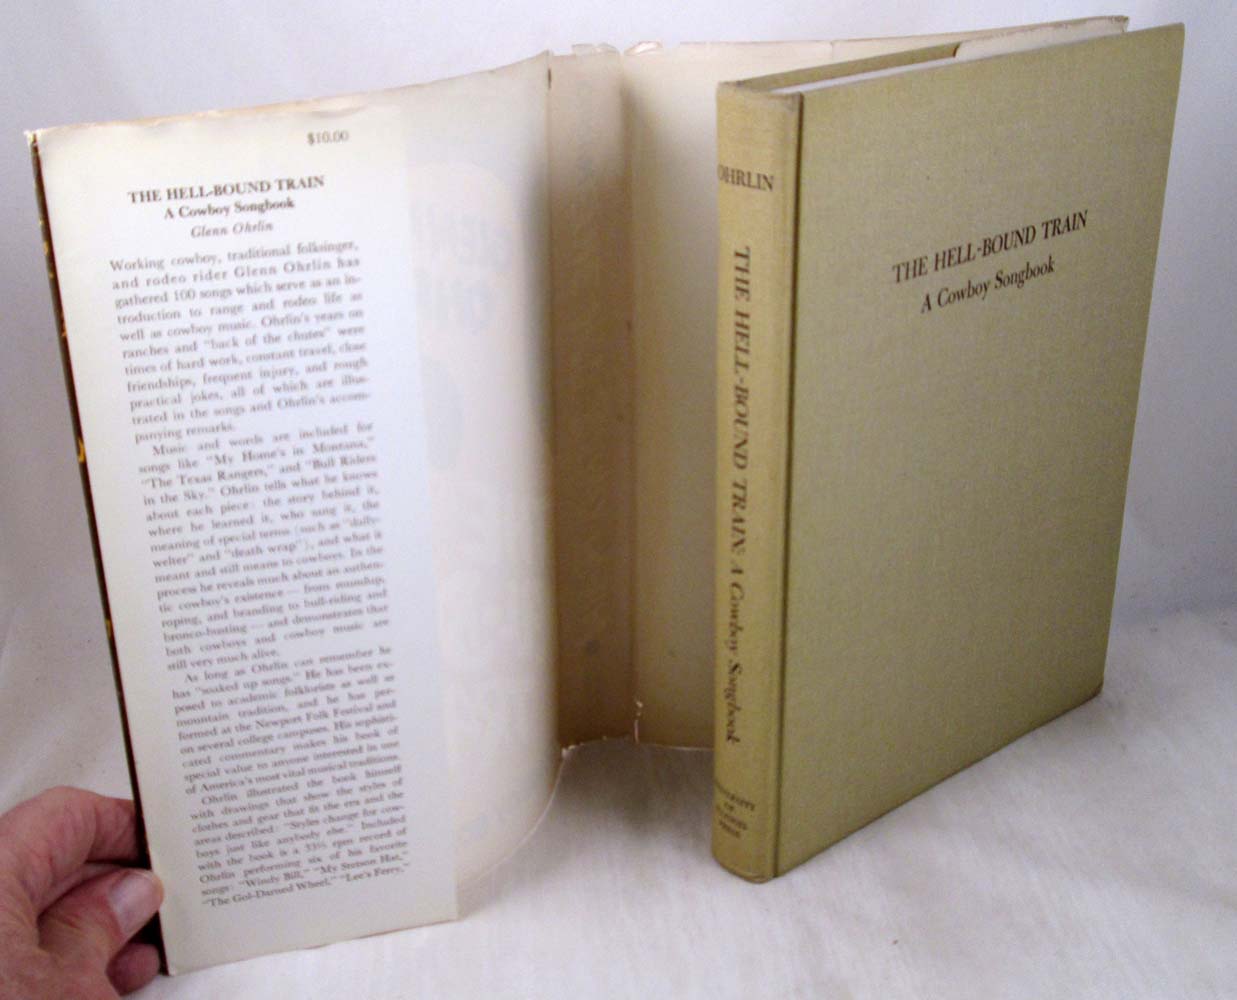 $10.00
THE HELL-BOUND TRAIN
A Cowboy Songbook
Glenn Ohrlin
Working cowboy, traditional folksinger,
and rodeo rider Glenn Ohrlin has
gathered 100 songs which serve as an in-
troduction to range and rodeo life as
well as cowboy music. Ohrlin's years on
ranches and "back of the chutes" were
times of hard work, constant travel, close
friendships, frequent injury, and rough
practical jokes, all of which are illus-
trated in the songs and Ohrlin's accom-
panying remarks.
Music and words are included for
songs like "My Home's in Montana,"
"The Texas Rangers," and "Bull Riders
in the Sky." Ohrlin tells what he knows
about each piece: the story behind it,
where he learned it, who sang it, the
meaning of special terms (such as "dally-
welter" and "death wrap"), and what it
meant and still means to cowboys. In the
process he reveals much about an authen-
tic cowboy's existence — from roundup,
roping, and branding to bull-riding and
bronco-busting — and demonstrates that
both cowboys and cowboy music are
still very much alive.
As long as Ohrlin can remember he
has "soaked up songs." He has been ex-
posed to academic folklorists as well as
mountain tradition, and he has per-
formed at the Newport Folk Festival and
on several college campuses. His sophisti-
cated commentary makes his book of
special value to anyone interested in one
of America's most vital musical traditions.
Ohrlin illustrated the book himself
with drawings that show the styles of
clothes and gear that fit the era and the
areas described: "Styles change for cow-
boys just like anybody else." Included
with the book is a 33⅓ rpm record of
Ohrlin performing six of his favorite
songs: "Windy Bill," "My Stetson Hat,"
"The Gol-Darned Wheel," "Lee's Ferry,"
OHRLIN
THE HELL-BOUND TRAIN: A Cowboy Songbook
UNIVERSITY
OF
ILLINOIS
PRESS
THE HELL-BOUND TRAIN
A Cowboy Songbook